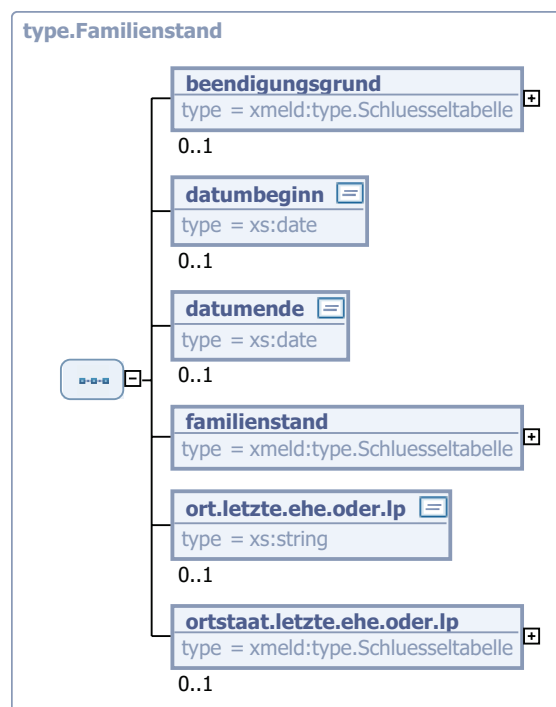 type.Familienstand
beendigungsgrund
type = xmeld:type.Schluesseltabelle
0..1
datumbeginn
type = xs:date
0..1
datumende
type = xs:date
0..1
familienstand
type = xmeld:type.Schluesseltabelle
ort.letzte.ehe.oder.lp
type = xs:string
0..1
ortstaat.letzte.ehe.oder.lp
type = xmeld:type.Schluesseltabelle
0..1